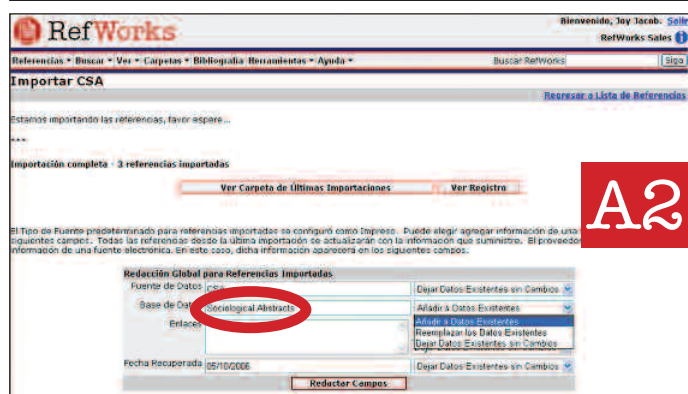 RefWorks
Bienvenido, Joy Jacob. Salir
RefWorks Sales
Referencias Buscar Ver Carpetas Bibliografía Herramientas Ayuda
Buscar RefWorks Siga
Importar CSA
Regresar a Lista de Referencias
Estamos importando las referencias, favor espere...
***
Importación completa - 3 referencias importadas
Ver Carpeta de Últimas Importaciones Ver Registro
A2
El Tipo de Fuente predeterminado para referencias importadas se configuró como Impreso. Puede elegir agregar información de una
siguientes campos. Todas las referencias desde la última importación se actualizarán con la información que suministre. El proveedor
información de una fuente electrónica. En este caso, dicha información aparecerá en los siguientes campos.
Redacción Global para Referencias Importadas
Fuente de Datos CSA Dejar Datos Existentes sin Cambios
Base de Dat Sociological Abstracts Añadir a Datos Existentes
Añadir a Datos Existentes
Enlaces Reemplazar los Datos Existentes
Dejar Datos Existentes sin Cambios
Fecha Recuperada 05/10/2006 Dejar Datos Existentes sin Cambios
Redactar Campos